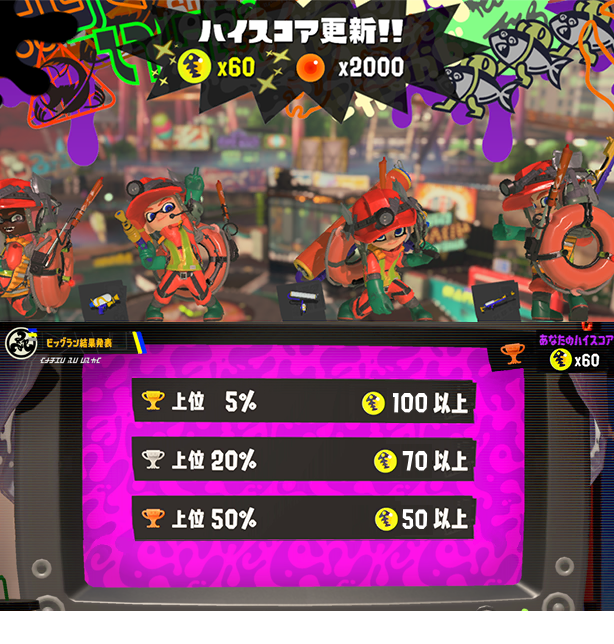 ハイスコア更新!!
x60 x2000
ビッグラン結果発表
あなたのハイスコア
x60
上位 5% 100 以上
上位 20% 70 以上
上位 50% 50 以上